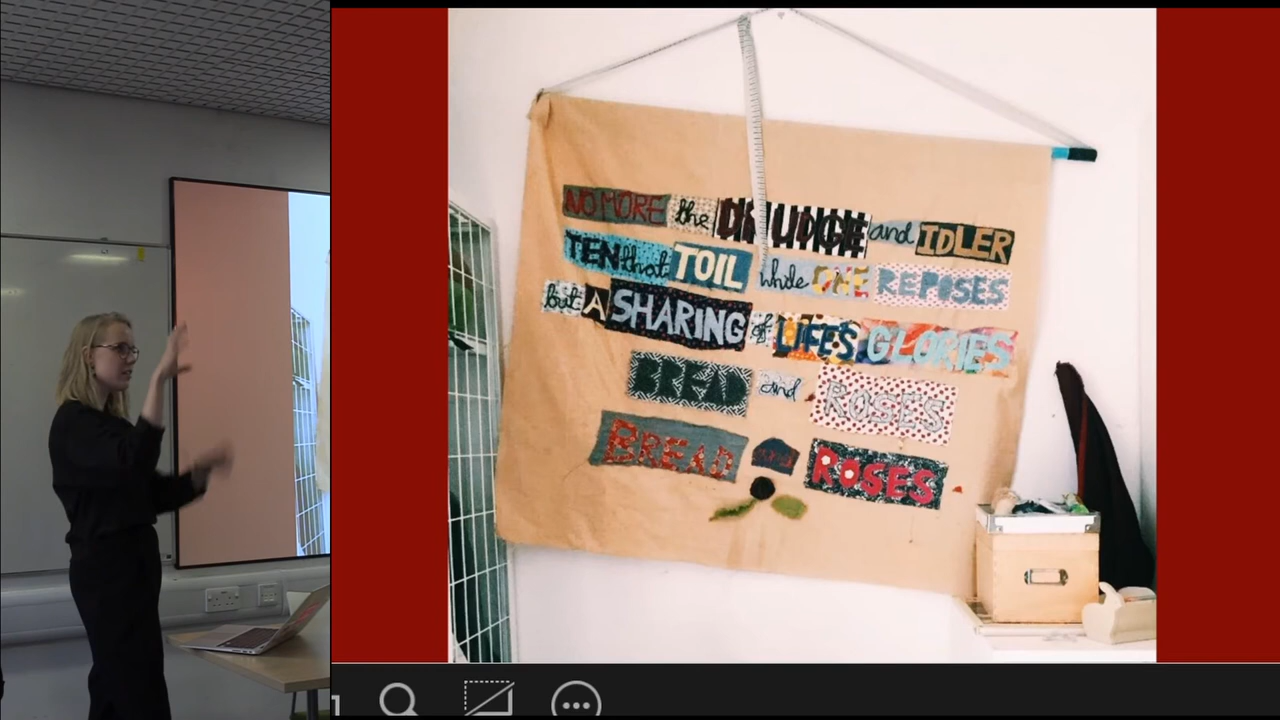 NO MORE the DRUDGE and IDLER
TEN that TOIL while ONE REPOSES
but A SHARING of LIFE'S GLORIES
BREAD and ROSES
BREAD and ROSES